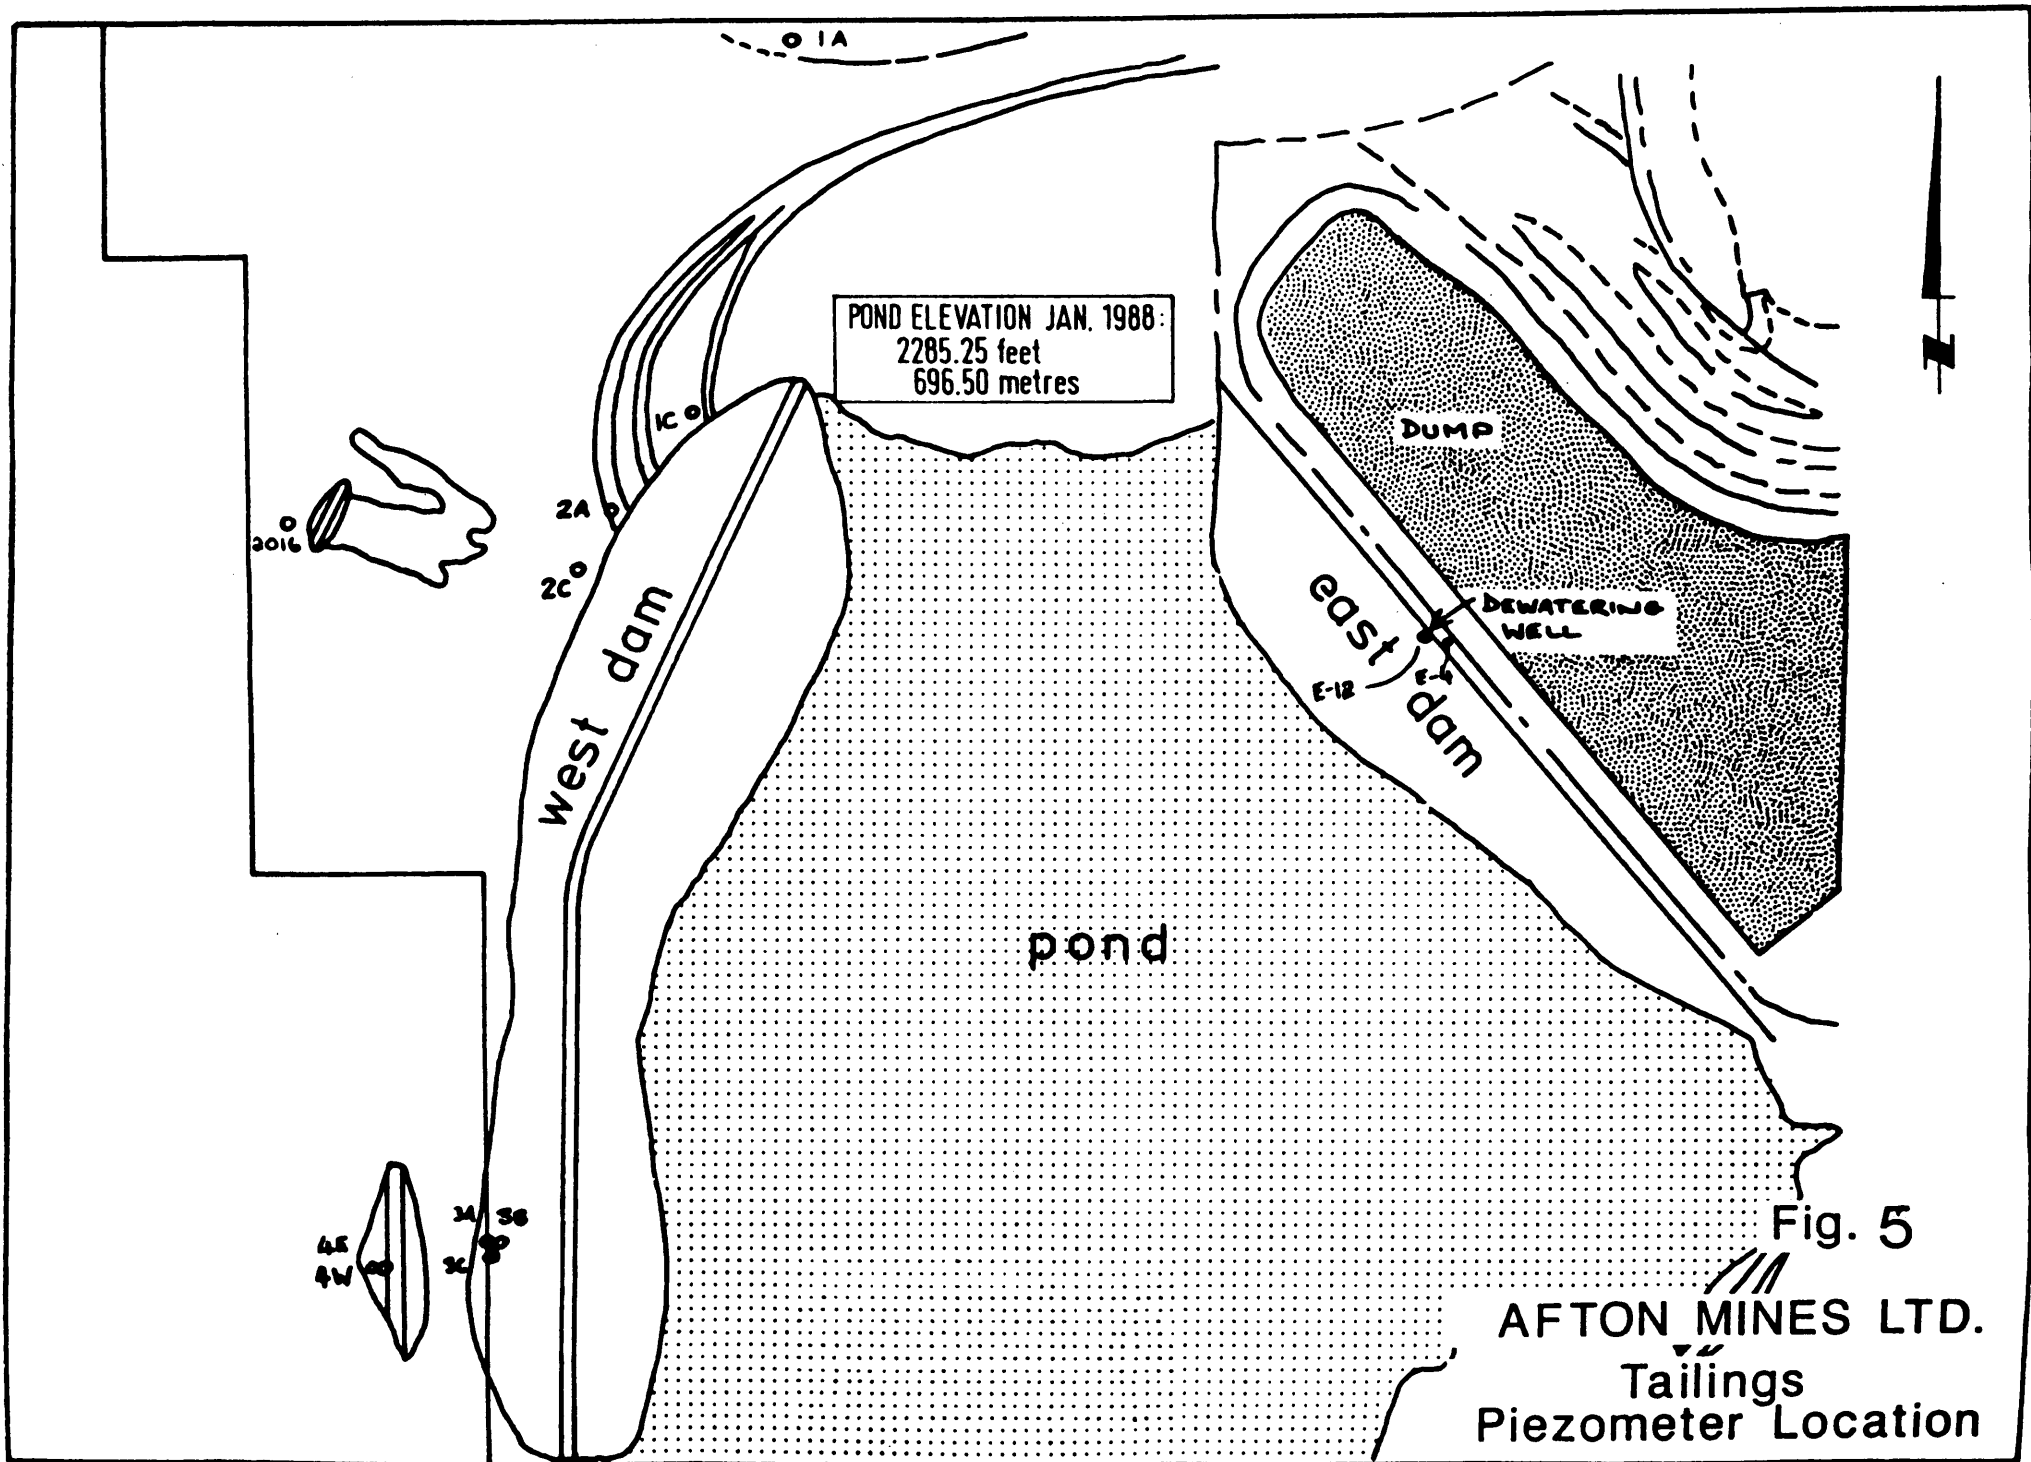 1A
POND ELEVATION JAN. 1988:
2285.25 feet
696.50 metres
1C
DUMP
2A
2016
2C
west dam
east dam
DEWATERING
WELL
E-12
E-4
pond
3A 3B
3C
4E
4W
Fig. 5
AFTON MINES LTD.
Tailings
Piezometer Location
N